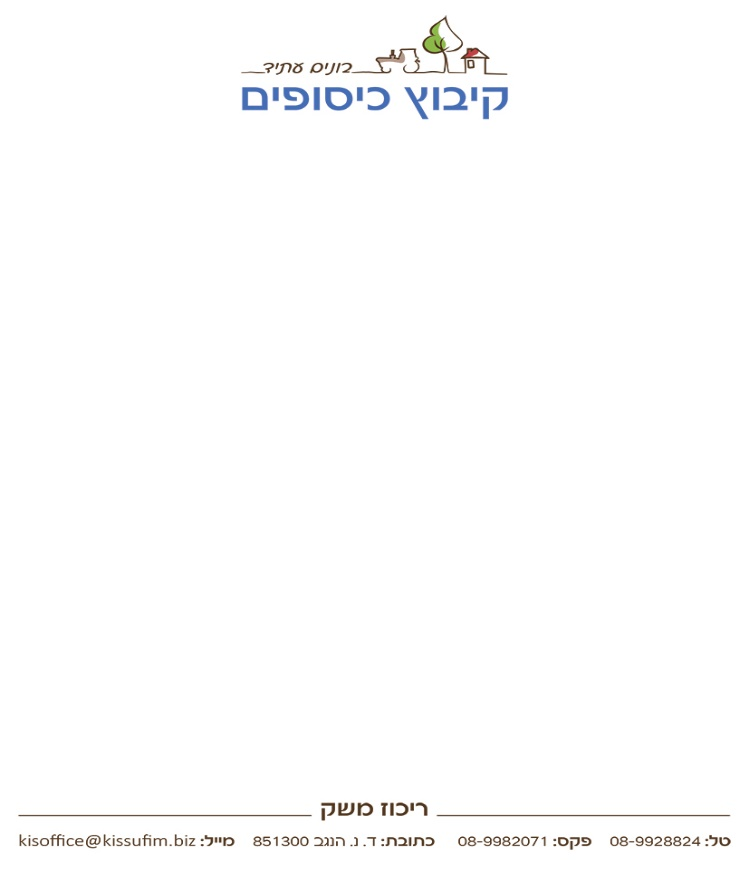 בונים עתיד
קיבוץ כיסופים
ריכוז משק
טל: 08-9928824 פקס: 08-9982071 כתובת: ד. נ. הנגב 851300 מייל: kisoffice@kissufim.biz